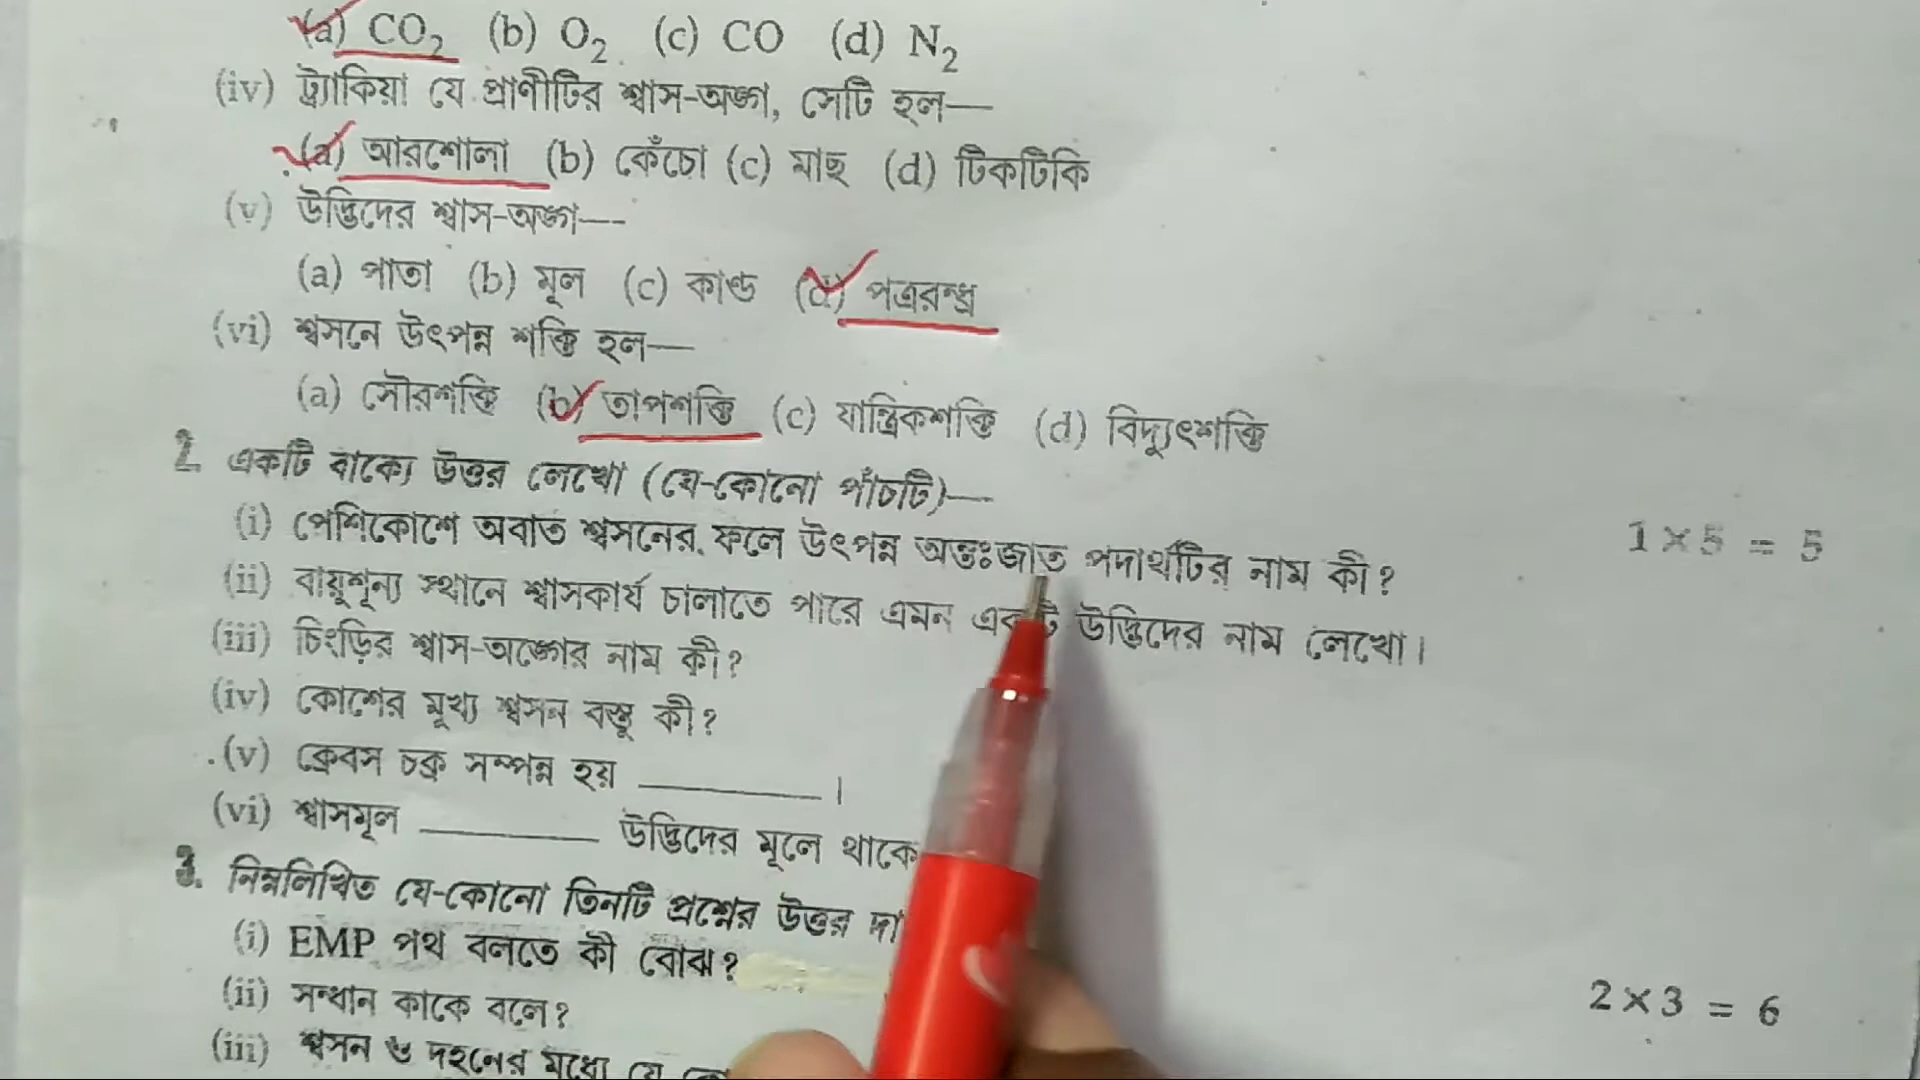 (a) CO₂ (b) O₂ (c) CO (d) N₂
(iv) ট্র্যাকিয়া যে প্রাণীটির শ্বাস-অঙ্গ, সেটি হল—
(a) আরশোলা (b) কেঁচো (c) মাছ (d) টিকটিকি
(v) উদ্ভিদের শ্বাস-অঙ্গ—
(a) পাতা (b) মূল (c) কাণ্ড (d) পত্ররন্ধ্র
(vi) শ্বসনে উৎপন্ন শক্তি হল—
(a) সৌরশক্তি (b) তাপশক্তি (c) যান্ত্রিকশক্তি (d) বিদ্যুৎশক্তি
2. একটি বাক্যে উত্তর লেখো (যে-কোনো পাঁচটি)— 1 × 5 = 5
(i) পেশিকোশে অবাত শ্বসনের ফলে উৎপন্ন অন্তঃজাত পদার্থটির নাম কী?
(ii) বায়ুশূন্য স্থানে শ্বাসকার্য চালাতে পারে এমন একটি উদ্ভিদের নাম লেখো।
(iii) চিংড়ির শ্বাস-অঙ্গের নাম কী?
(iv) কোশের মুখ্য শ্বসন বস্তু কী?
(v) ক্রেবস চক্র সম্পন্ন হয় ________।
(vi) শ্বাসমূল ________ উদ্ভিদের মূলে থাকে
3. নিম্নলিখিত যে-কোনো তিনটি প্রশ্নের উত্তর দা 2 × 3 = 6
(i) EMP পথ বলতে কী বোঝ?
(ii) সন্ধান কাকে বলে?
(iii) শ্বসন ও দহনের মধ্যে যে